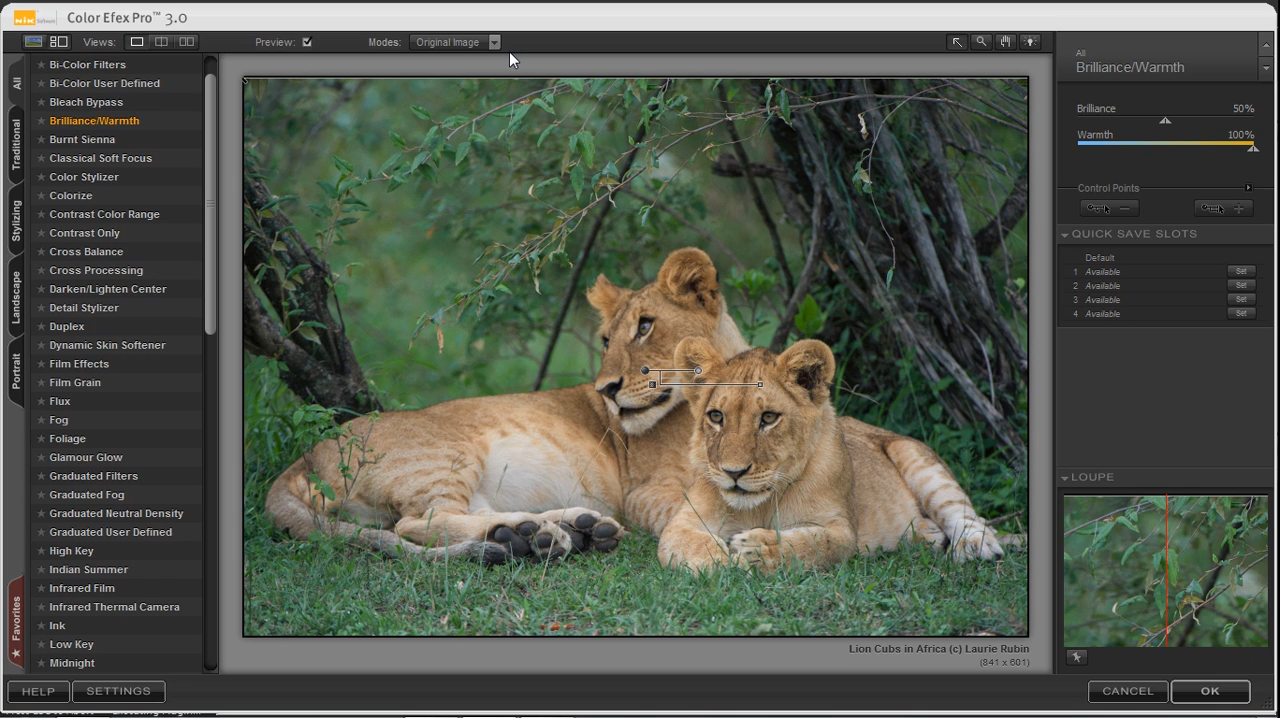 Nik Software Color Efex Pro™ 3.0
Views: Preview: Modes: Original Image
All
Traditional
Stylizing
Landscape
Portrait
Favorites
Bi-Color Filters
Bi-Color User Defined
Bleach Bypass
Brilliance/Warmth
Burnt Sienna
Classical Soft Focus
Color Stylizer
Colorize
Contrast Color Range
Contrast Only
Cross Balance
Cross Processing
Darken/Lighten Center
Detail Stylizer
Duplex
Dynamic Skin Softener
Film Effects
Film Grain
Flux
Fog
Foliage
Glamour Glow
Graduated Filters
Graduated Fog
Graduated Neutral Density
Graduated User Defined
High Key
Indian Summer
Infrared Film
Infrared Thermal Camera
Ink
Low Key
Midnight
Lion Cubs in Africa (c) Laurie Rubin
(841 x 601)
All
Brilliance/Warmth
Brilliance 50%
Warmth 100%
Control Points
QUICK SAVE SLOTS
Default
1 Available Set
2 Available Set
3 Available Set
4 Available Set
LOUPE
HELP SETTINGS CANCEL OK